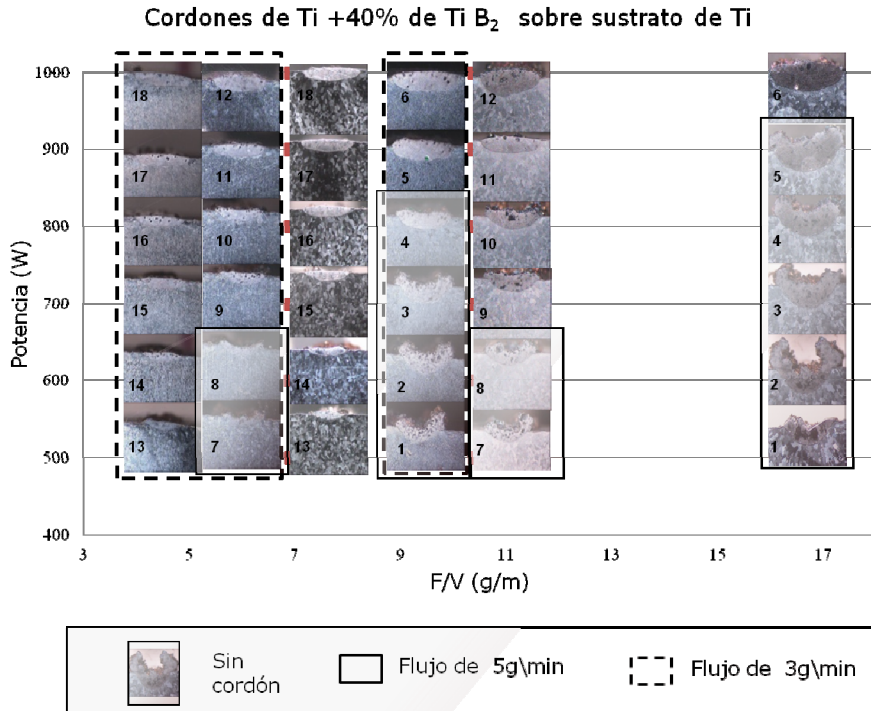 Cordones de Ti +40% de Ti B₂ sobre sustrato de Ti
Potencia (W)
1000
900
800
700
600
500
400
18 12 18 6 12 6
17 11 17 5 11 5
16 10 16 4 10 4
15 9 15 3 9 3
14 8 14 2 8 2
13 7 13 1 7 1
3 5 7 9 11 13 15 17
F/V (g/m)
Sin
cordón
Flujo de 5g\min
Flujo de 3g\min